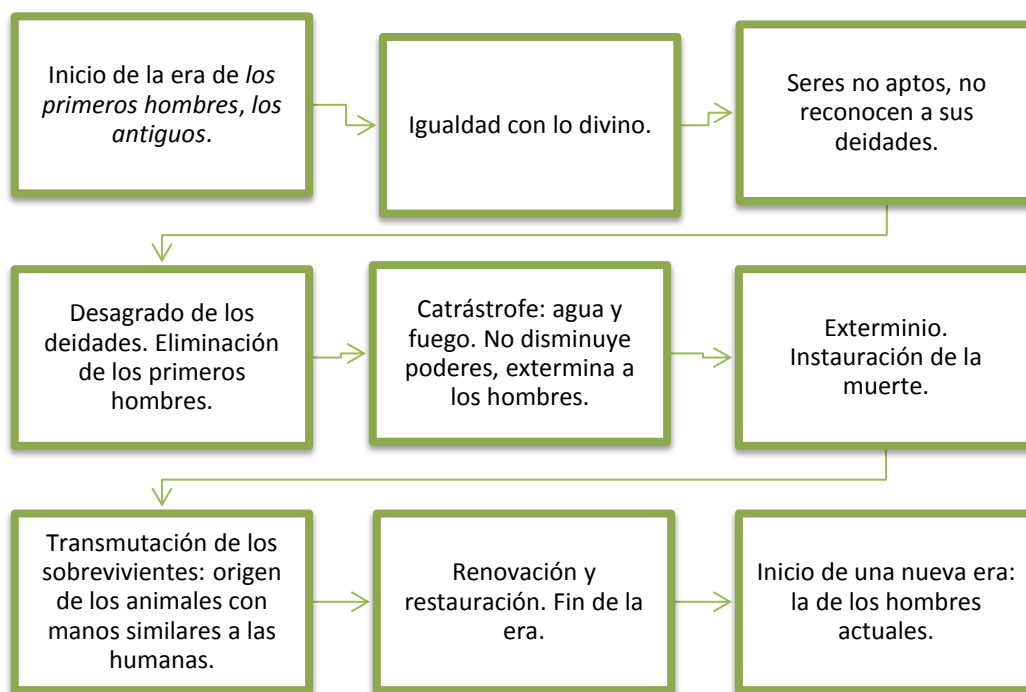 Inicio de la era de los
primeros hombres, los
antiguos.
Igualdad con lo divino.
Seres no aptos, no
reconocen a sus
deidades.
Desagrado de los
deidades. Eliminación
de los primeros
hombres.
Catrástrofe: agua y
fuego. No disminuye
poderes, extermina a
los hombres.
Exterminio.
Instauración de la
muerte.
Transmutación de los
sobrevivientes: origen
de los animales con
manos similares a las
humanas.
Renovación y
restauración. Fin de la
era.
Inicio de una nueva era:
la de los hombres
actuales.